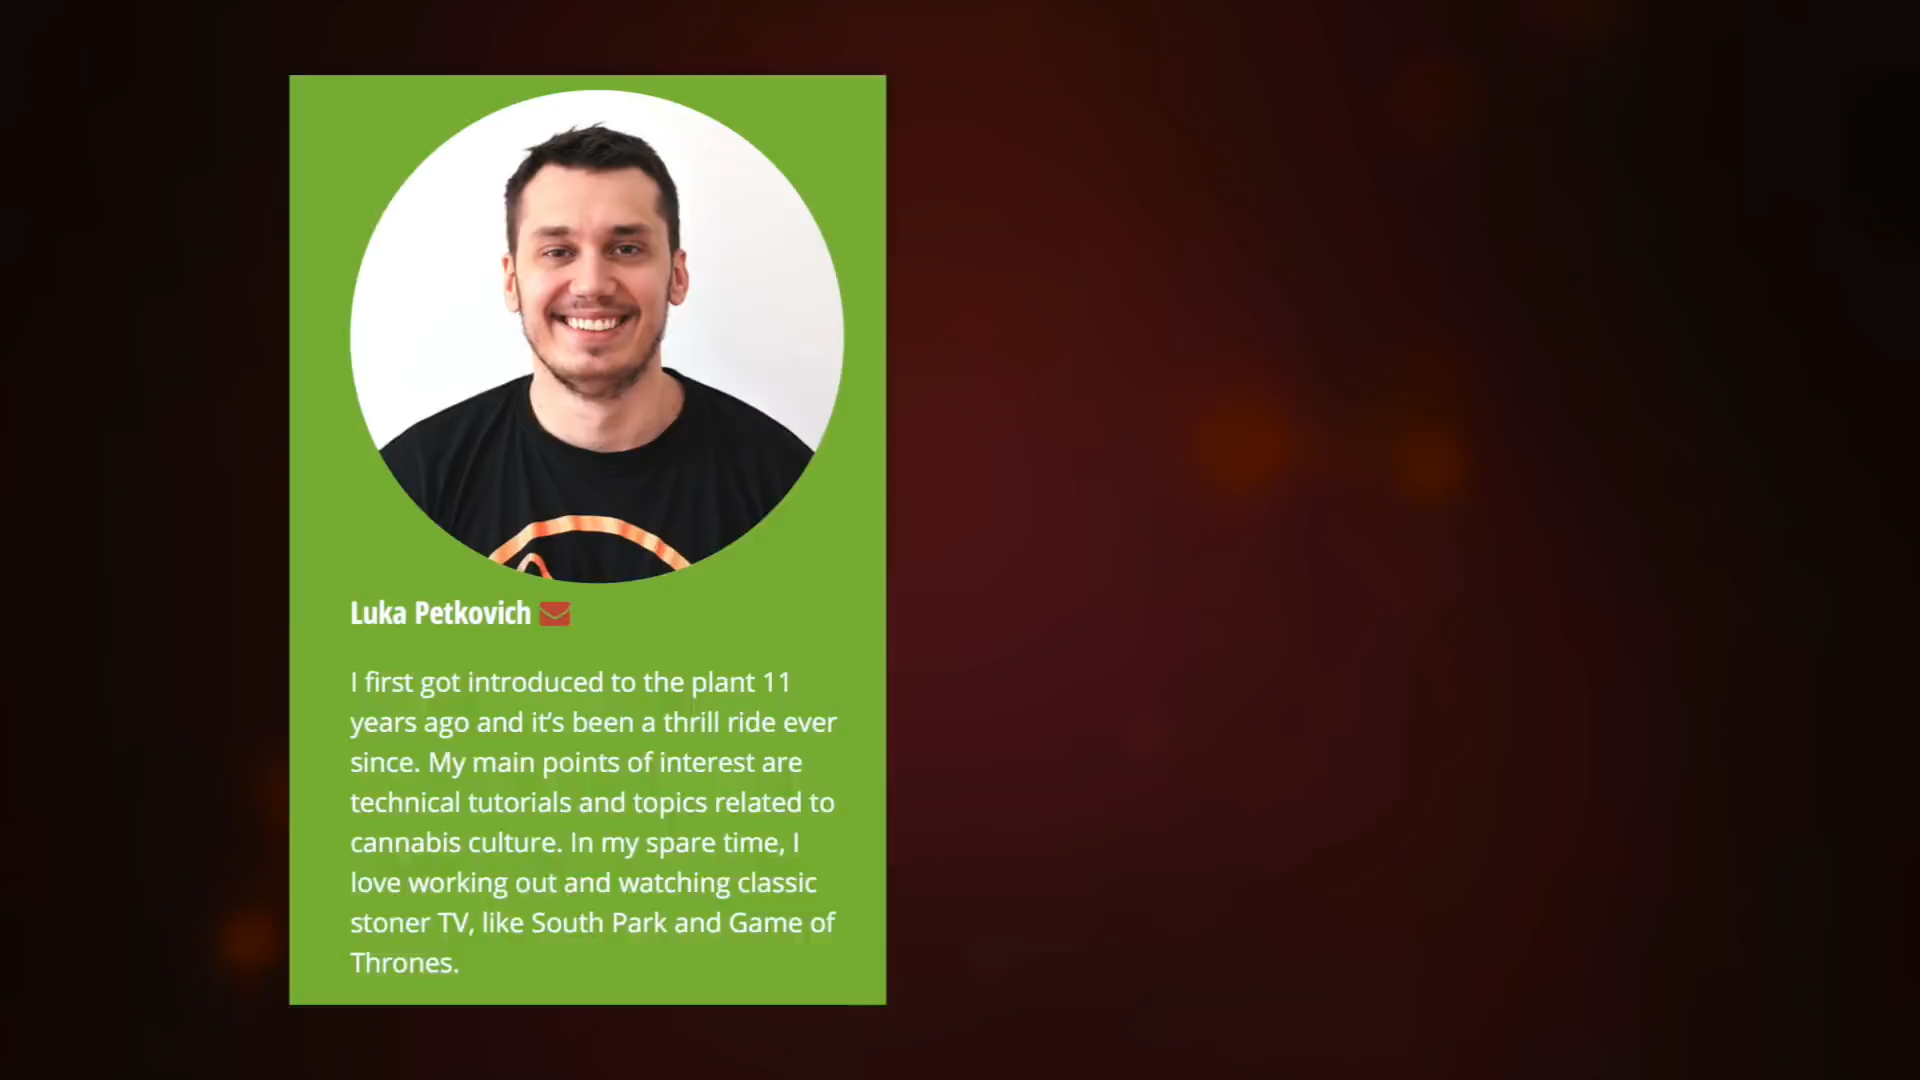 Luka Petkovich
I first got introduced to the plant 11
years ago and it’s been a thrill ride ever
since. My main points of interest are
technical tutorials and topics related to
cannabis culture. In my spare time, I
love working out and watching classic
stoner TV, like South Park and Game of
Thrones.